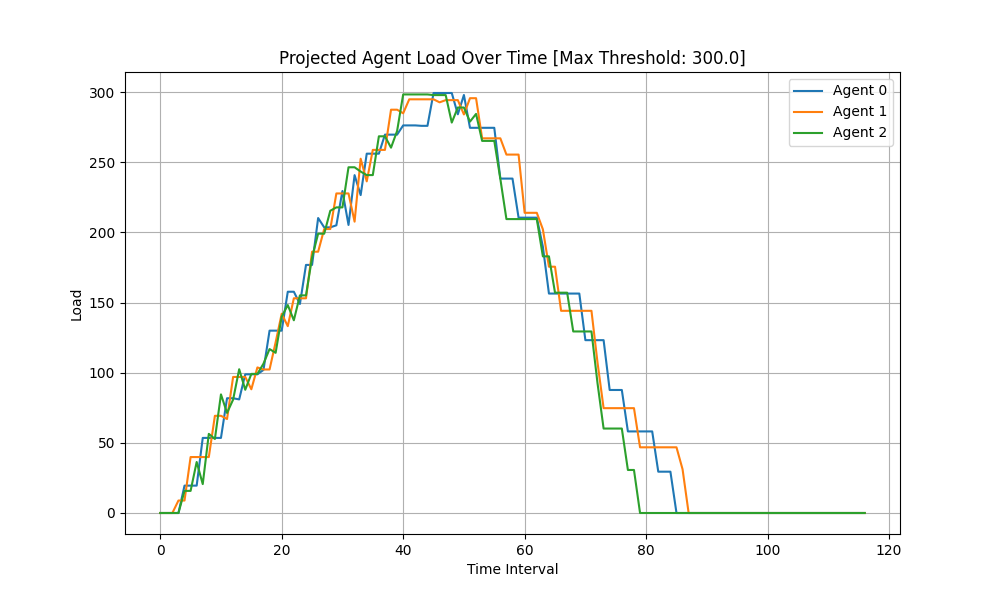 Projected Agent Load Over Time [Max Threshold: 300.0]
Agent 0
Agent 1
Agent 2
Load
300
250
200
150
100
50
0
0 20 40 60 80 100 120
Time Interval